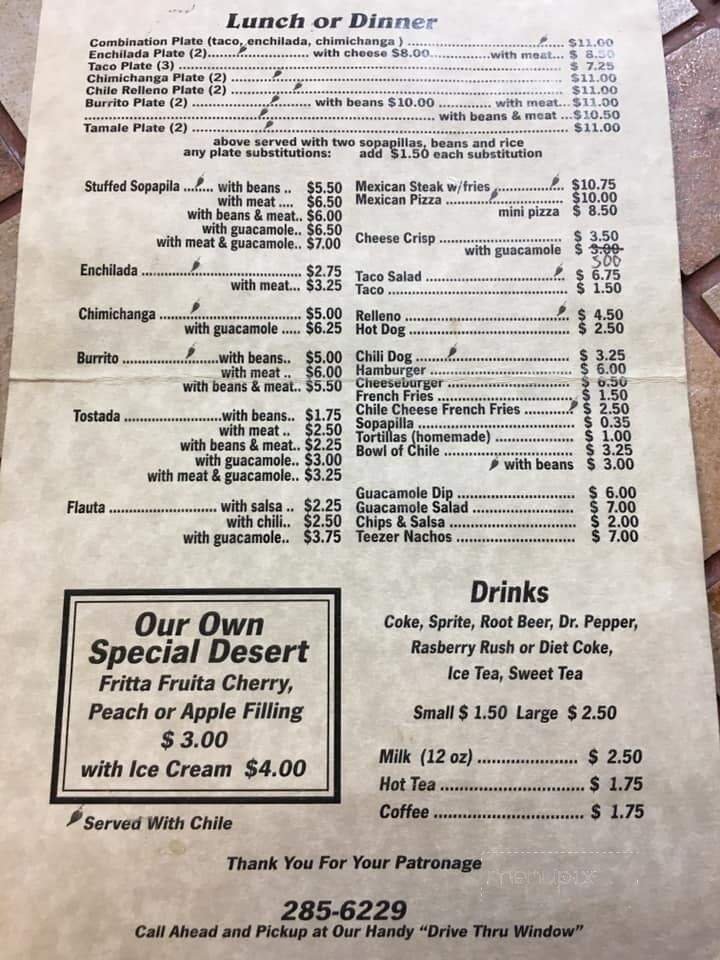 Lunch or Dinner
Combination Plate (taco, enchilada, chimichanga ) ........ $11.00
Enchilada Plate (2) ........ with cheese $8.00 ........ with meat... $ 8.50
Taco Plate (3) ........ $ 7.25
Chimichanga Plate (2) ........ $11.00
Chile Relleno Plate (2) ........ $11.00
Burrito Plate (2) ........ with beans $10.00 ........ with meat... $11.00
........ with beans & meat ...$10.50
Tamale Plate (2) ........ $11.00
above served with two sopapillas, beans and rice
any plate substitutions: add $1.50 each substitution
Stuffed Sopapila ........ with beans .. $5.50
with meat .... $6.50
with beans & meat.. $6.00
with guacamole.. $6.50
with meat & guacamole.. $7.00
Enchilada ........ $2.75
with meat... $3.25
Chimichanga ........ $5.00
with guacamole ..... $6.25
Burrito ........ with beans.. $5.00
with meat .. $6.00
with beans & meat.. $5.50
Tostada ........ with beans.. $1.75
with meat .. $2.50
with beans & meat.. $2.25
with guacamole.. $3.00
with meat & guacamole.. $3.25
Flauta ........ with salsa .. $2.25
with chili.. $2.50
with guacamole.. $3.75
Mexican Steak w/fries ........ $10.75
Mexican Pizza ........ $10.00
mini pizza $ 8.50
Cheese Crisp ........ $ 3.50
with guacamole $ 3.00
500
Taco Salad ........ $ 6.75
Taco ........ $ 1.50
Relleno ........ $ 4.50
Hot Dog ........ $ 2.50
Chili Dog ........ $ 3.25
Hamburger ........ $ 6.00
Cheeseburger ........ $ 6.50
French Fries ........ $ 1.50
Chile Cheese French Fries ........ $ 2.50
Sopapilla ........ $ 0.35
Tortillas (homemade) ........ $ 1.00
Bowl of Chile ........ $ 3.25
with beans $ 3.00
Guacamole Dip ........ $ 6.00
Guacamole Salad ........ $ 7.00
Chips & Salsa ........ $ 2.00
Teezer Nachos ........ $ 7.00
Our Own
Special Desert
Fritta Fruita Cherry,
Peach or Apple Filling
$ 3.00
with Ice Cream $4.00
Served With Chile
Drinks
Coke, Sprite, Root Beer, Dr. Pepper,
Rasberry Rush or Diet Coke,
Ice Tea, Sweet Tea
Small $ 1.50 Large $ 2.50
Milk (12 oz) ........ $ 2.50
Hot Tea ........ $ 1.75
Coffee ........ $ 1.75
Thank You For Your Patronage
menupix
285-6229
Call Ahead and Pickup at Our Handy “Drive Thru Window”